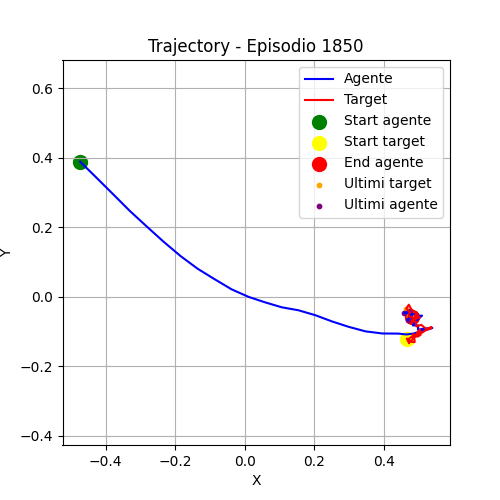 Trajectory - Episodio 1850
Agente
Target
Start agente
Start target
End agente
Ultimi target
Ultimi agente
0.6
0.4
0.2
0.0
−0.2
−0.4
Y
−0.4
−0.2
0.0
0.2
0.4
X